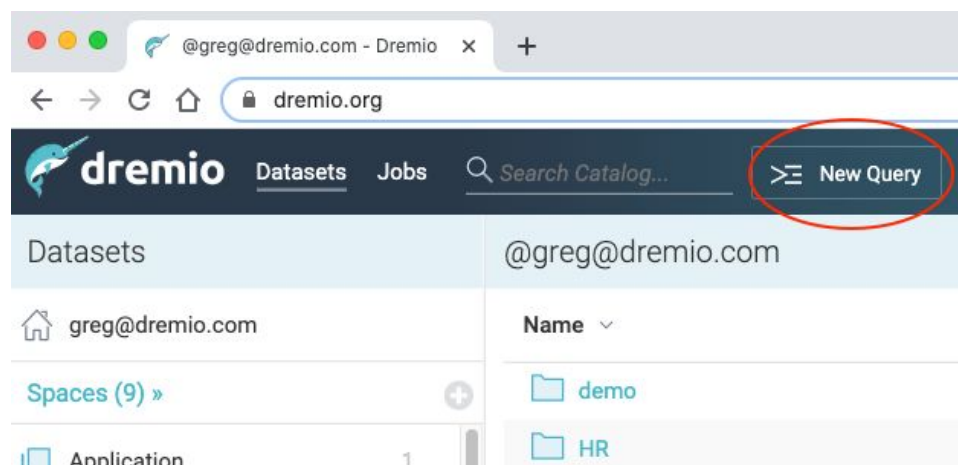 @greg@dremio.com - Dremio
dremio.org
dremio Datasets Jobs Search Catalog... New Query
Datasets
@greg@dremio.com
greg@dremio.com
Name
Spaces (9) »
demo
Application 1
HR